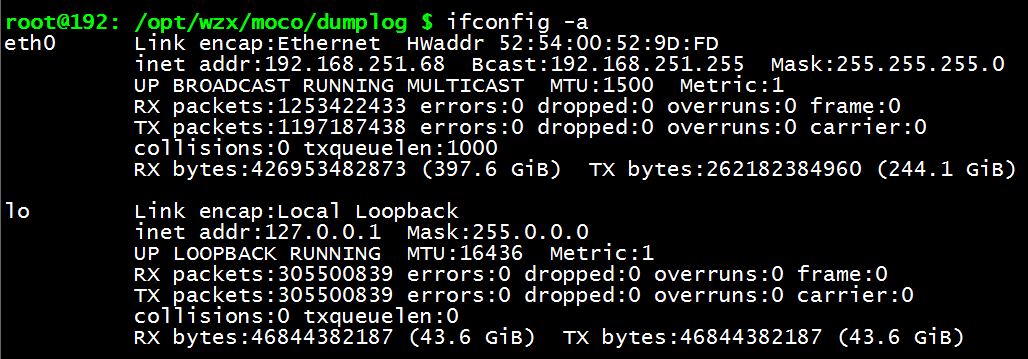 root@192: /opt/wzx/moco/dumplog $ ifconfig -a
eth0      Link encap:Ethernet  HWaddr 52:54:00:52:9D:FD
          inet addr:192.168.251.68  Bcast:192.168.251.255  Mask:255.255.255.0
          UP BROADCAST RUNNING MULTICAST  MTU:1500  Metric:1
          RX packets:1253422433 errors:0 dropped:0 overruns:0 frame:0
          TX packets:1197187438 errors:0 dropped:0 overruns:0 carrier:0
          collisions:0 txqueuelen:1000
          RX bytes:426953482873 (397.6 GiB)  TX bytes:262182384960 (244.1 GiB)
lo        Link encap:Local Loopback
          inet addr:127.0.0.1  Mask:255.0.0.0
          UP LOOPBACK RUNNING  MTU:16436  Metric:1
          RX packets:305500839 errors:0 dropped:0 overruns:0 frame:0
          TX packets:305500839 errors:0 dropped:0 overruns:0 carrier:0
          collisions:0 txqueuelen:0
          RX bytes:46844382187 (43.6 GiB)  TX bytes:46844382187 (43.6 GiB)